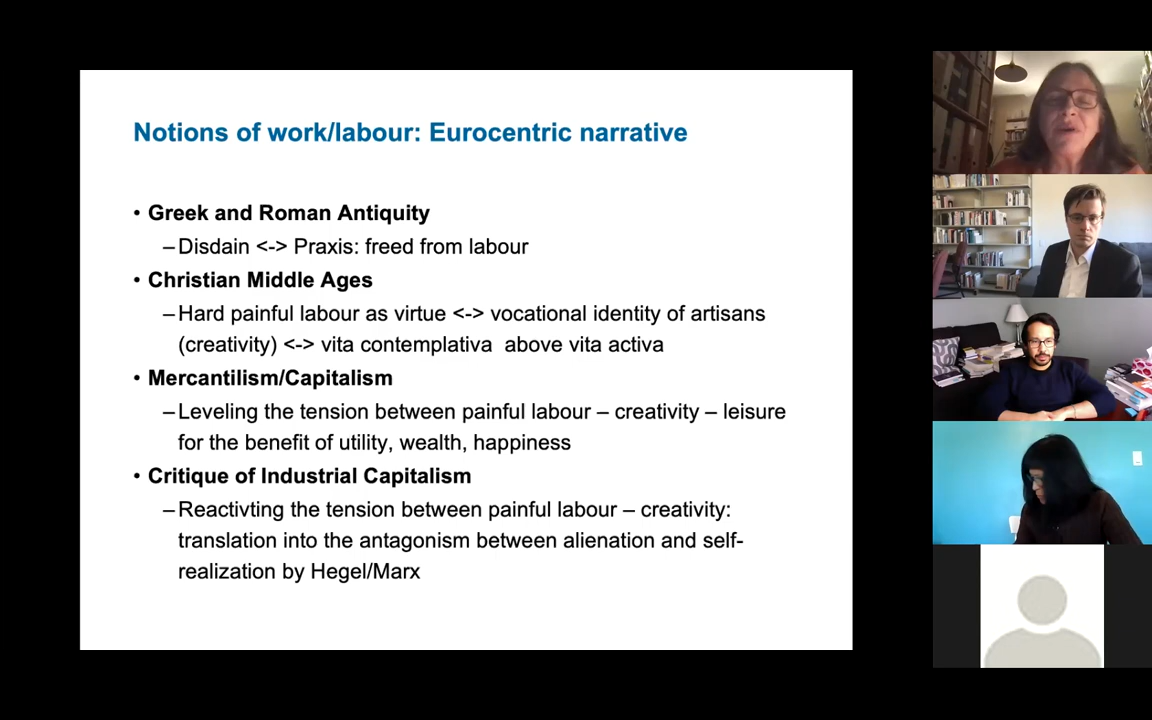 Notions of work/labour: Eurocentric narrative
• Greek and Roman Antiquity
–Disdain <-> Praxis: freed from labour
• Christian Middle Ages
–Hard painful labour as virtue <-> vocational identity of artisans
(creativity) <-> vita contemplativa above vita activa
• Mercantilism/Capitalism
–Leveling the tension between painful labour – creativity – leisure
for the benefit of utility, wealth, happiness
• Critique of Industrial Capitalism
–Reactivting the tension between painful labour – creativity:
translation into the antagonism between alienation and self-
realization by Hegel/Marx